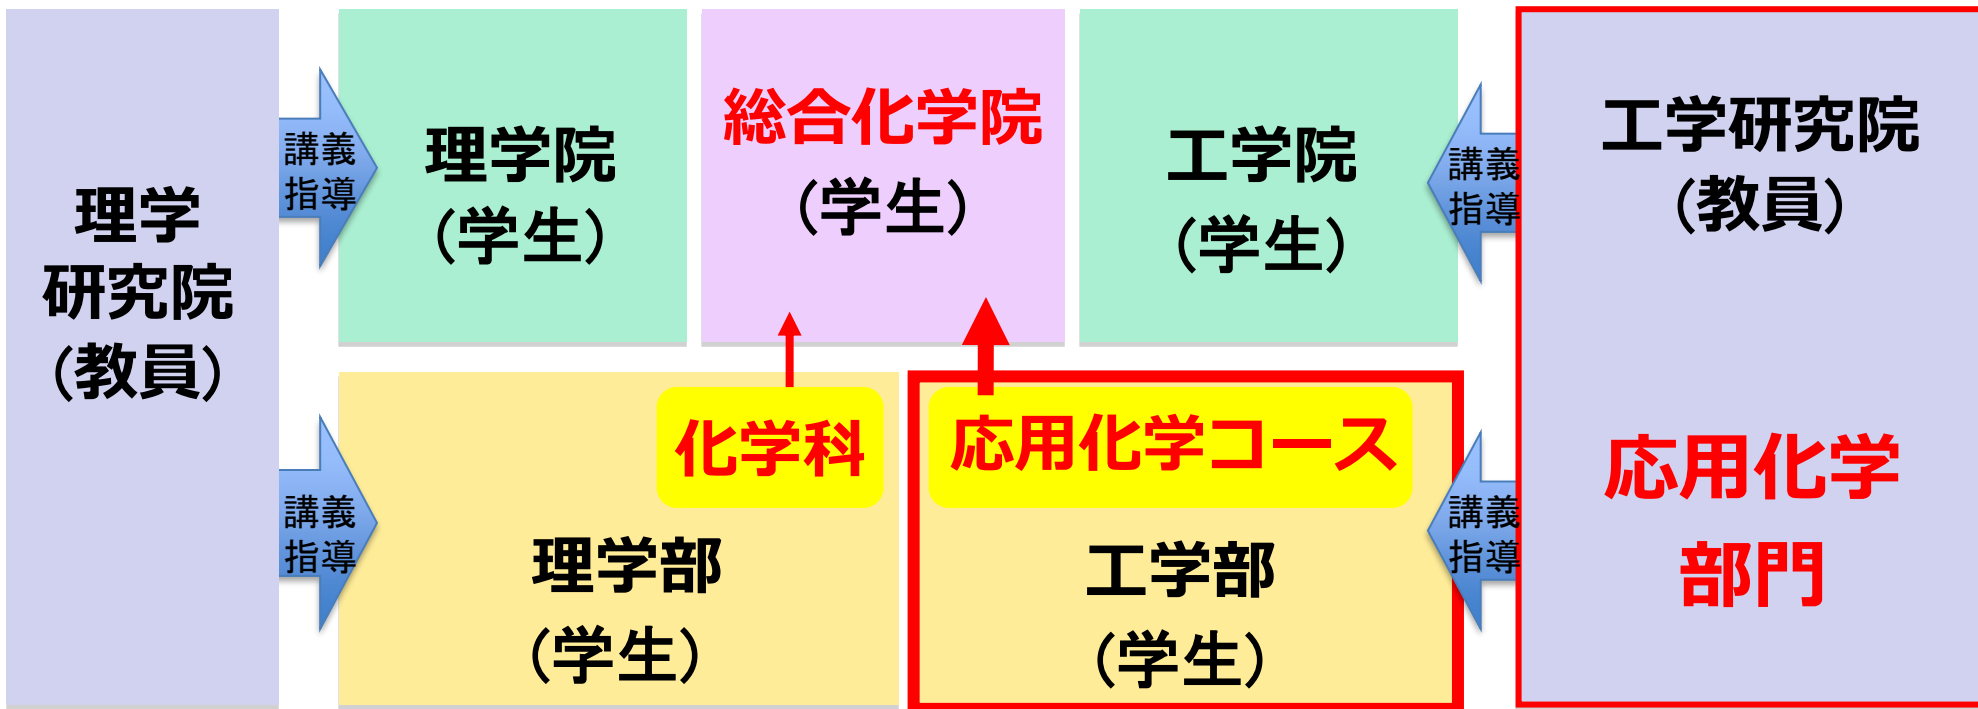 理学
研究院
（教員）
講義
指導
講義
指導
理学院
（学生）
総合化学院
（学生）
工学院
（学生）
化学科
理学部
（学生）
応用化学コース
工学部
（学生）
講義
指導
講義
指導
工学研究院
（教員）
応用化学
部門